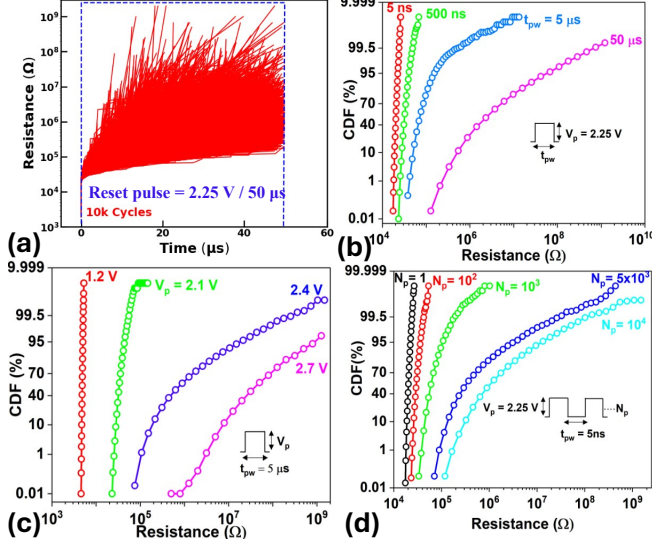 10⁹
10⁸
10⁷
10⁶
10⁵
10⁴
10³
Resistance (Ω)
Reset pulse = 2.25 V / 50 µs
10k Cycles
0 20 40 60
Time (µs)
(a)
9.999
99.5
95
70
40
10
1
0.01
CDF (%)
5 ns
500 ns
t_pw = 5 µs
50 µs
V_p = 2.25 V
t_pw
10⁴ 10⁶ 10⁸ 10¹⁰
Resistance (Ω)
(b)
9.999
99.5
95
70
40
10
1
0.01
CDF (%)
1.2 V
V_p = 2.1 V
2.4 V
2.7 V
V_p
t_pw = 5 µs
10³ 10⁵ 10⁷ 10⁹
Resistance (Ω)
(c)
99.999
99.5
95
70
40
10
1
0.01
CDF(%)
N_p = 1
N_p = 10²
N_p = 10³
N_p = 5x10³
N_p = 10⁴
V_p = 2.25 V
N_p
t_pw = 5ns
10⁴ 10⁵ 10⁶ 10⁷ 10⁸ 10⁹
Resistance (Ω)
(d)